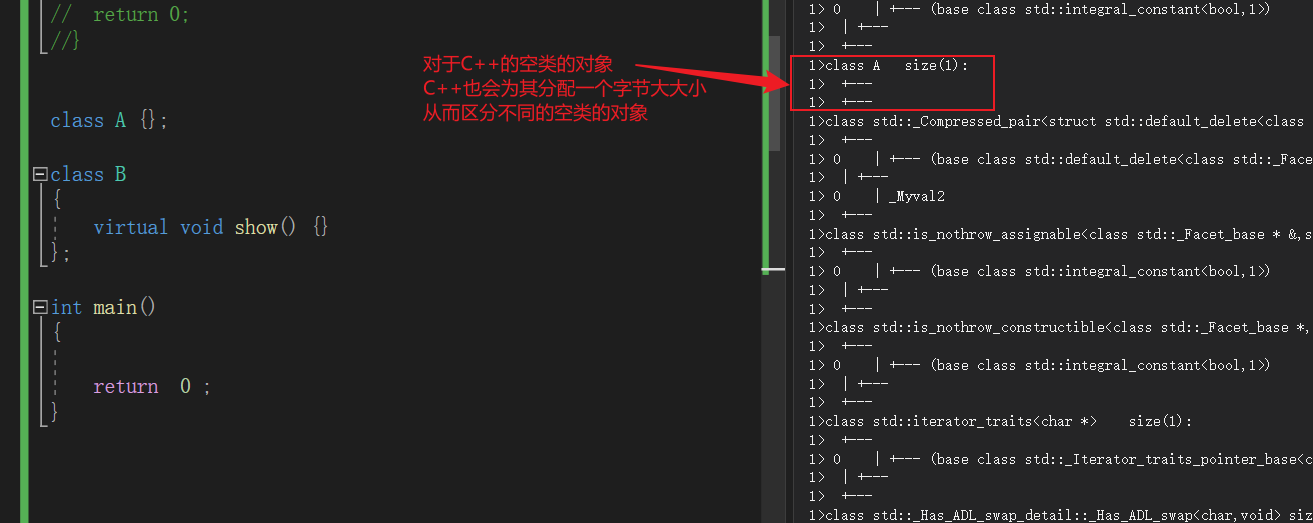 //  return 0;
//}
class A {};
class B
{
virtual void show() {}
};
int main()
{
return  0 ;
}
对于C++的空类的对象
C++也会为其分配一个字节大大小
从而区分不同的空类的对象
1> 0    | +--- (base class std::integral_constant<bool,1>)
1>  | +---
1>  +---
1>class A   size(1):
1>  +---
1>  +---
1>class std::_Compressed_pair<struct std::default_delete<class
1>  +---
1> 0    | +--- (base class std::default_delete<class std::_Face
1>  | +---
1> 0    | _Myval2
1>  +---
1>class std::is_nothrow_assignable<class std::_Facet_base * &,s
1>  +---
1> 0    | +--- (base class std::integral_constant<bool,1>)
1>  | +---
1>  +---
1>class std::is_nothrow_constructible<class std::_Facet_base *,
1>  +---
1> 0    | +--- (base class std::integral_constant<bool,1>)
1>  | +---
1>  +---
1>class std::iterator_traits<char *>    size(1):
1>  +---
1> 0    | +--- (base class std::_Iterator_traits_pointer_base<c
1>  | +---
1>  +---
1>class std::_Has_ADL_swap_detail::_Has_ADL_swap<char,void> siz